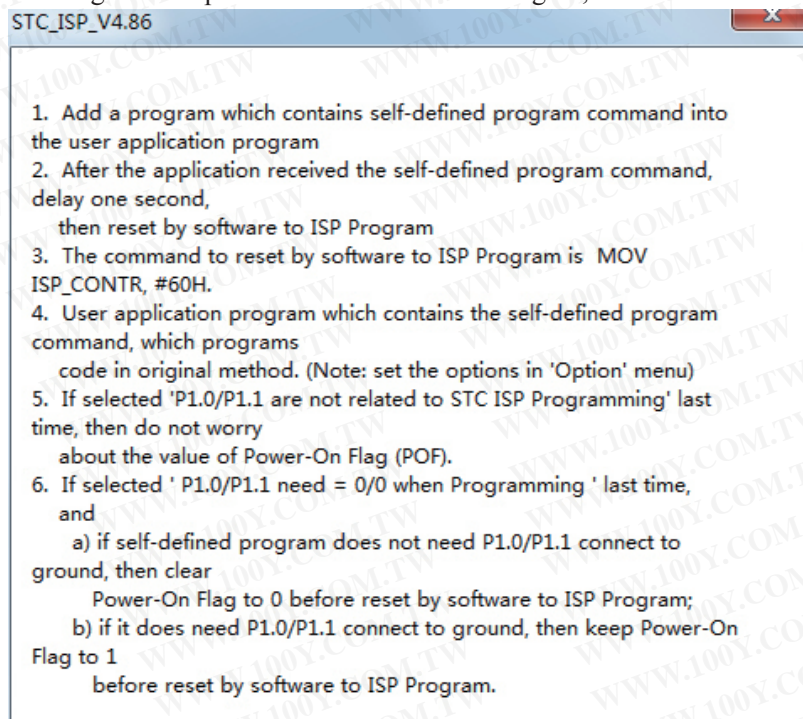 STC_ISP_V4.86
1. Add a program which contains self-defined program command into
the user application program
2. After the application received the self-defined program command,
delay one second,
then reset by software to ISP Program
3. The command to reset by software to ISP Program is MOV
ISP_CONTR, #60H.
4. User application program which contains the self-defined program
command, which programs
code in original method. (Note: set the options in 'Option' menu)
5. If selected 'P1.0/P1.1 are not related to STC ISP Programming' last
time, then do not worry
about the value of Power-On Flag (POF).
6. If selected ' P1.0/P1.1 need = 0/0 when Programming ' last time,
and
a) if self-defined program does not need P1.0/P1.1 connect to
ground, then clear
Power-On Flag to 0 before reset by software to ISP Program;
b) if it does need P1.0/P1.1 connect to ground, then keep Power-On
Flag to 1
before reset by software to ISP Program.
WWW.100Y.COM.TW